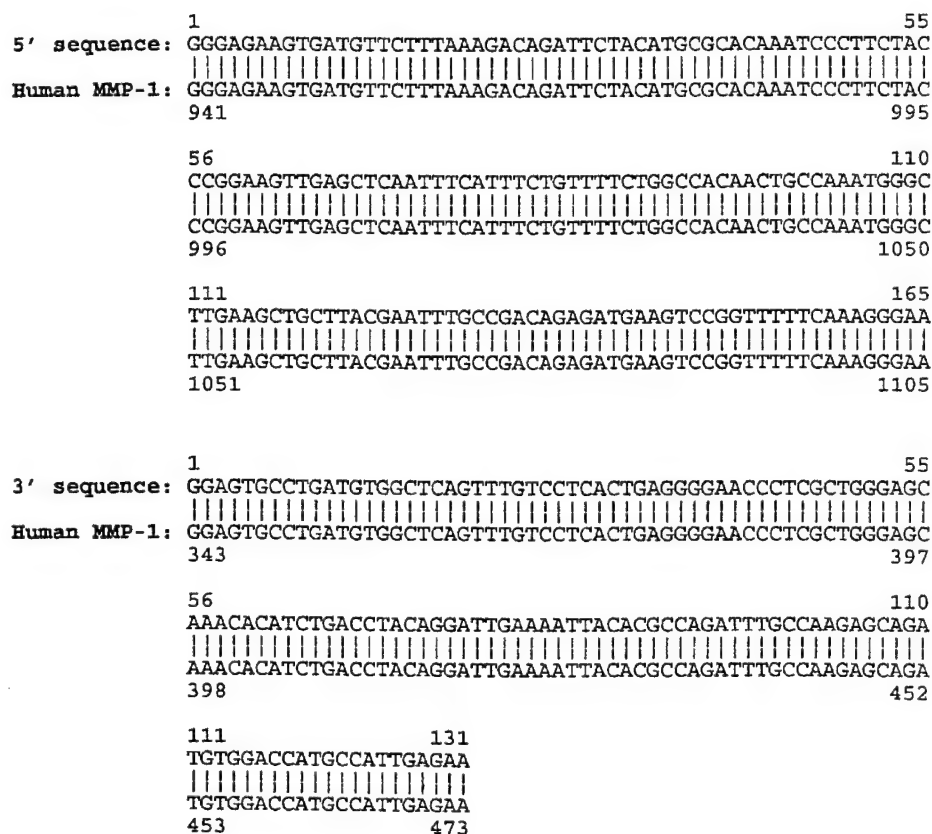 1 55
5' sequence: GGGAGAAGTGATGTTCTTTAAAGACAGATTCTACATGCGCACAAATCCCTTCTAC
Human MMP-1: GGGAGAAGTGATGTTCTTTAAAGACAGATTCTACATGCGCACAAATCCCTTCTAC
941 995
56 110
CCGGAAGTTGAGCTCAATTTCATTTCTGTTTTCTGGCCACAACTGCCAAATGGGC
CCGGAAGTTGAGCTCAATTTCATTTCTGTTTTCTGGCCACAACTGCCAAATGGGC
996 1050
111 165
TTGAAGCTGCTTACGAATTTGCCGACAGAGATGAAGTCCGGTTTTTCAAAGGGAA
TTGAAGCTGCTTACGAATTTGCCGACAGAGATGAAGTCCGGTTTTTCAAAGGGAA
1051 1105
1 55
3' sequence: GGAGTGCCTGATGTGGCTCAGTTTGTCCTCACTGAGGGGAACCCTCGCTGGGAGC
Human MMP-1: GGAGTGCCTGATGTGGCTCAGTTTGTCCTCACTGAGGGGAACCCTCGCTGGGAGC
343 397
56 110
AAACACATCTGACCTACAGGATTGAAAATTACACGCCAGATTTGCCAAGAGCAGA
AAACACATCTGACCTACAGGATTGAAAATTACACGCCAGATTTGCCAAGAGCAGA
398 452
111 131
TGTGGACCATGCCATTGAGAA
TGTGGACCATGCCATTGAGAA
453 473